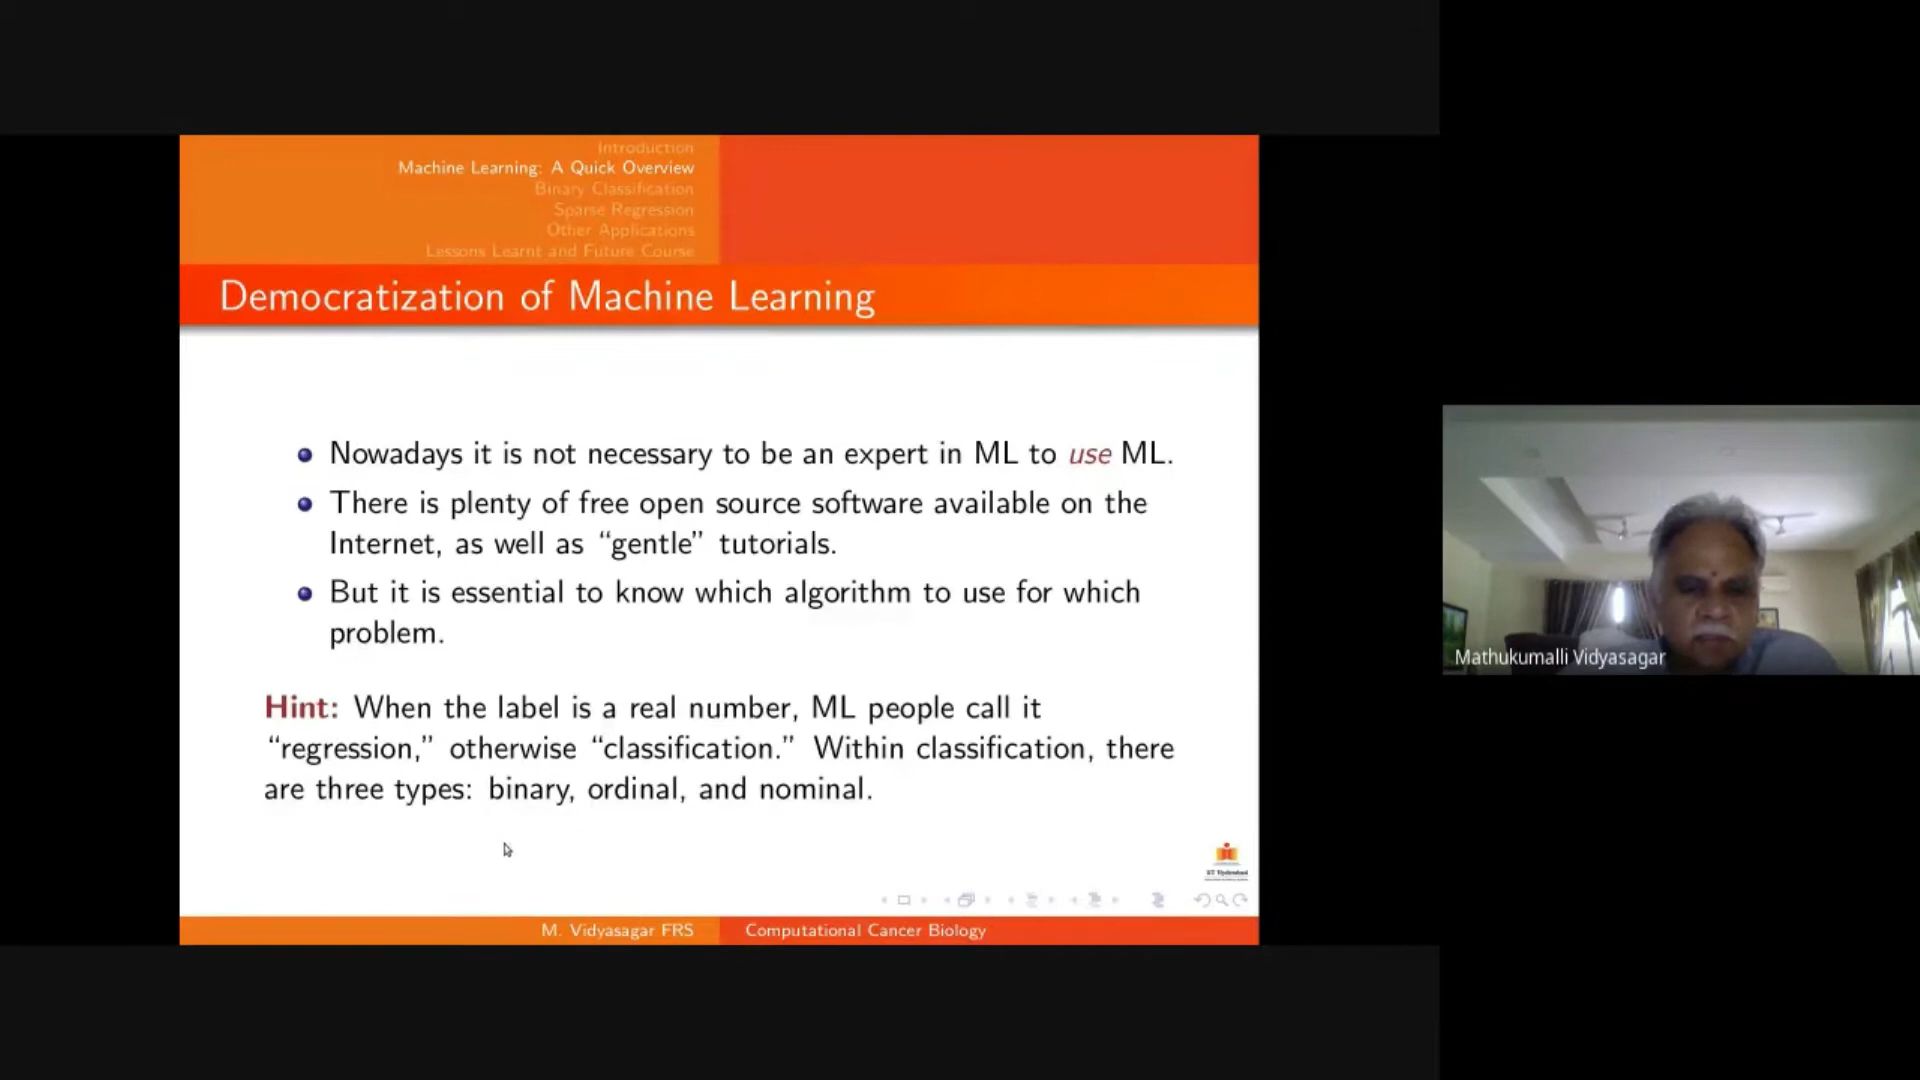 Introduction
Machine Learning: A Quick Overview
Binary Classification
Sparse Regression
Other Applications
Lessons Learnt and Future Course
Democratization of Machine Learning
Nowadays it is not necessary to be an expert in ML to use ML.
There is plenty of free open source software available on the
Internet, as well as “gentle” tutorials.
But it is essential to know which algorithm to use for which
problem.
Hint: When the label is a real number, ML people call it
“regression,” otherwise “classification.” Within classification, there
are three types: binary, ordinal, and nominal.
M. Vidyasagar FRS
Computational Cancer Biology
Mathukumalli Vidyasagar